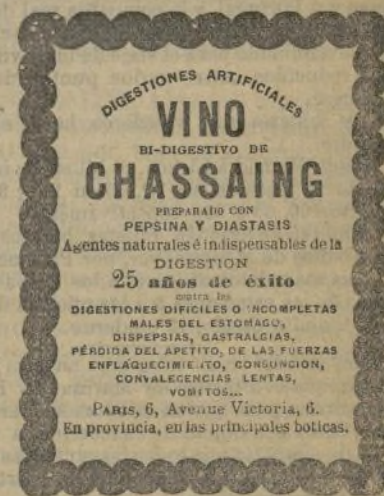 DIGESTIONES ARTIFICIALES
VINO
BI-DIGESTIVO DE
CHASSAING
PREPARADO CON
PEPSINA Y DIASTASIS
Agentes naturales é indispensables de la
DIGESTION
25 años de éxito
contra las
DIGESTIONES DIFICILES O INCOMPLETAS
MALES DEL ESTOMAGO,
DISPEPSIAS, GASTRALGIAS,
PÉRDIDA DEL APETITO, DE LAS FUERZAS
ENFLAQUECIMIENTO, CONSUNCION,
CONVALECENCIAS LENTAS,
VOMITOS...
PARIS, 6, Avenue Victoria, 6.
En provincia, en las principales boticas.